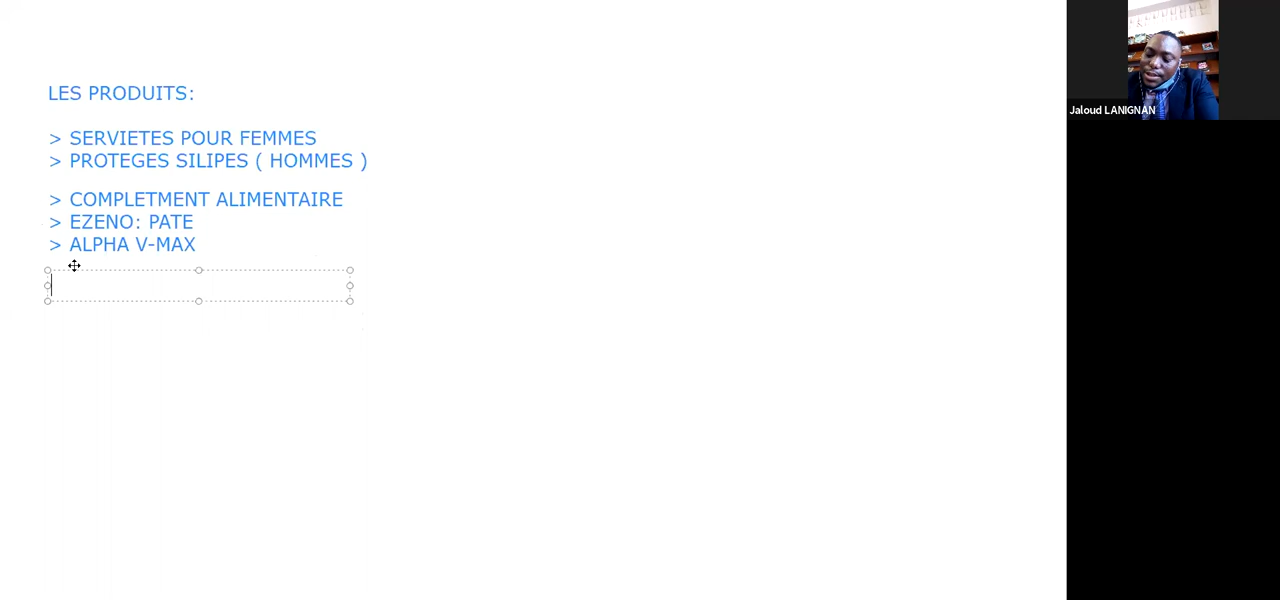 LES PRODUITS:
> SERVIETES POUR FEMMES
> PROTEGES SILIPES ( HOMMES )
> COMPLETMENT ALIMENTAIRE
> EZENO: PATE
> ALPHA V-MAX
Jaloud LANIGNAN